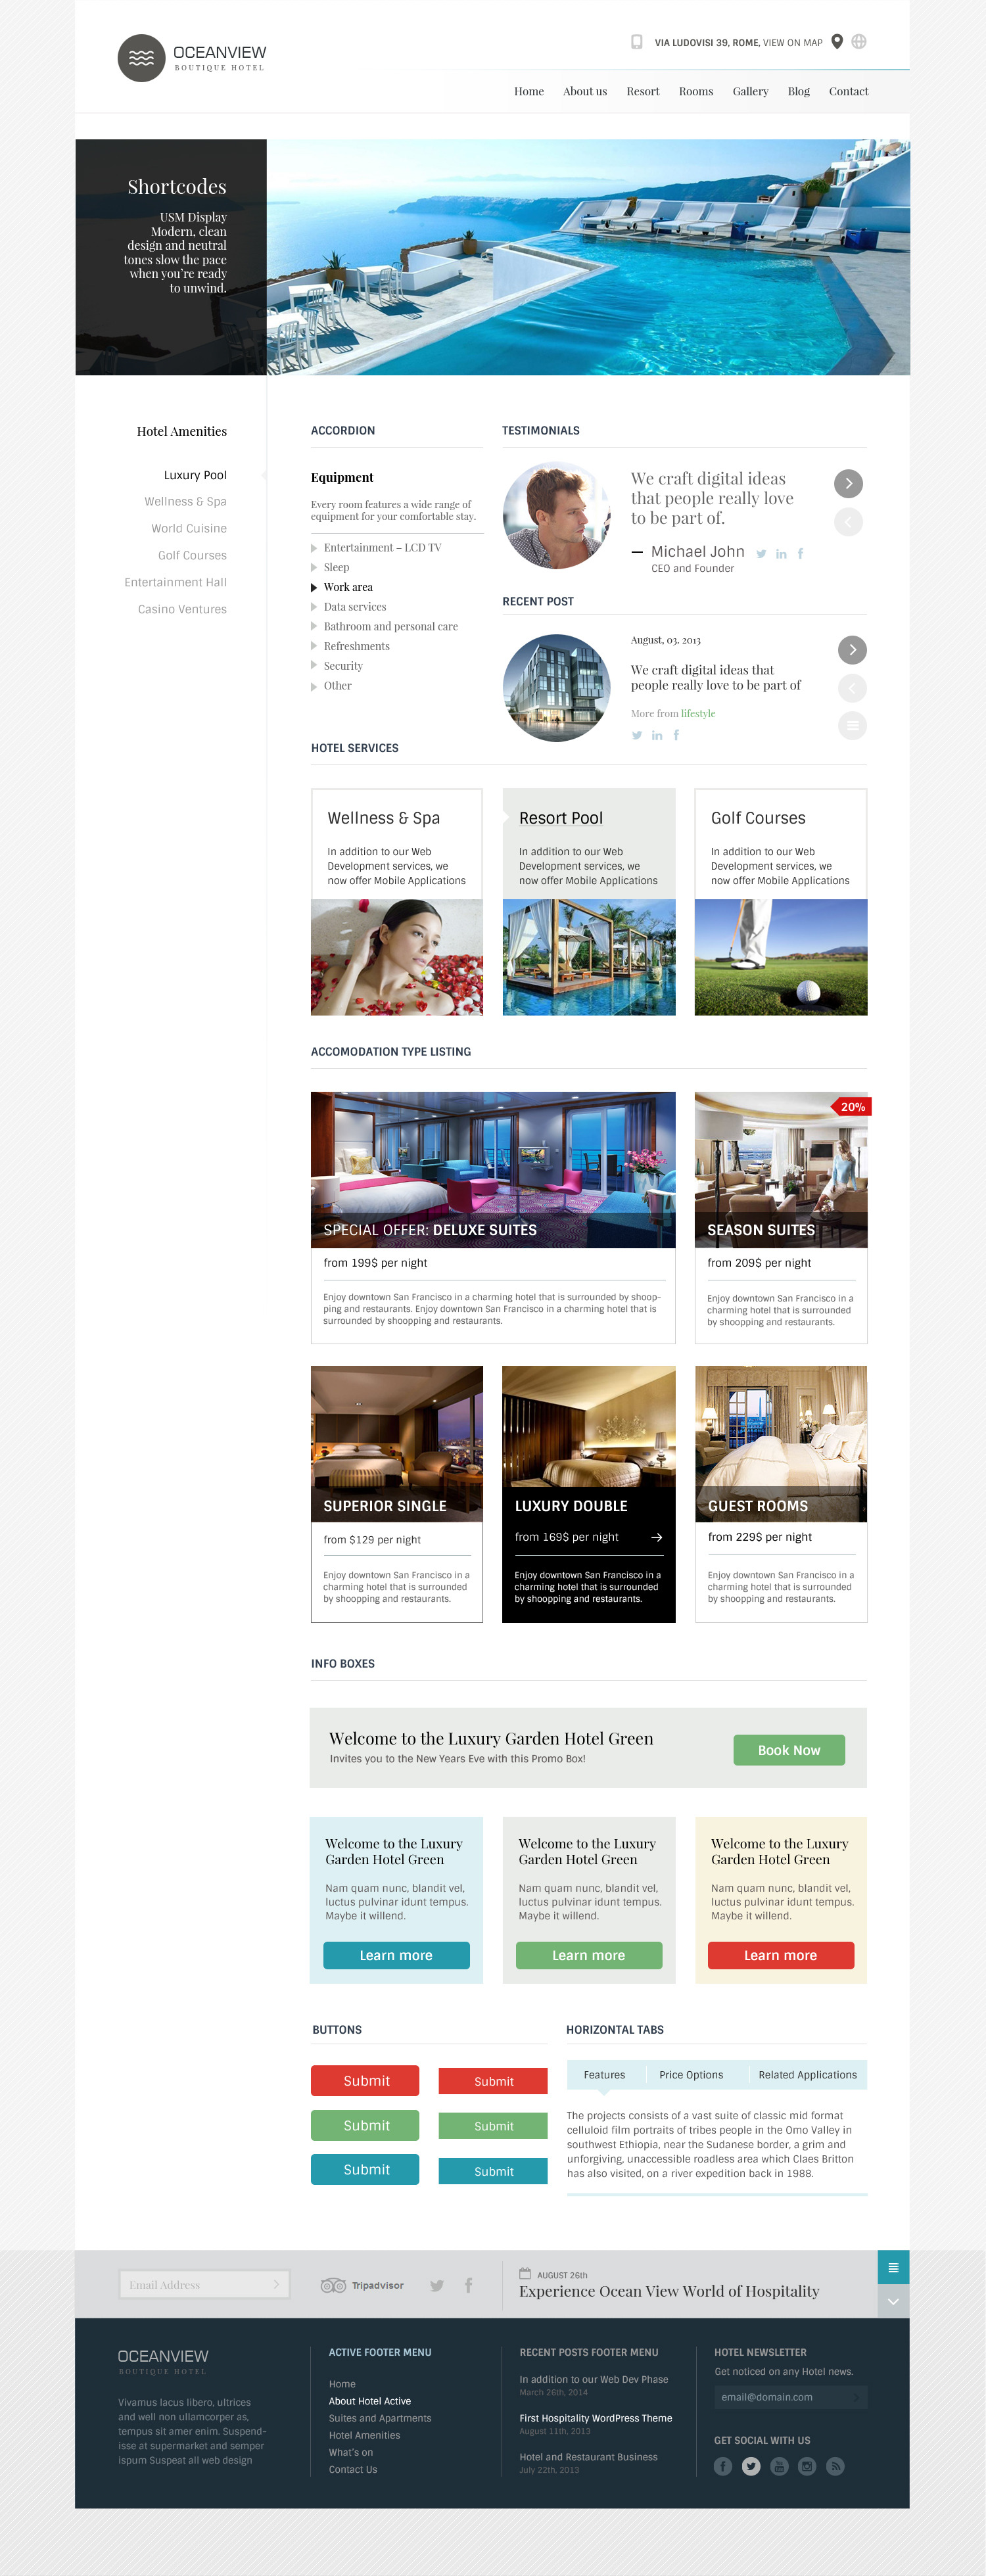 OCEANVIEW
BOUTIQUE HOTEL
VIA LUDOVISI 39, ROME, VIEW ON MAP
Home About us Resort Rooms Gallery Blog Contact
Shortcodes
USM Display
Modern, clean
design and neutral
tones slow the pace
when you're ready
to unwind.
Hotel Amenities
Luxury Pool
Wellness & Spa
World Cuisine
Golf Courses
Entertainment Hall
Casino Ventures
ACCORDION
Equipment
Every room features a wide range of
equipment for your comfortable stay.
Entertainment – LCD TV
Sleep
Work area
Data services
Bathroom and personal care
Refreshments
Security
Other
TESTIMONIALS
We craft digital ideas
that people really love
to be part of.
Michael John
CEO and Founder
RECENT POST
August, 03. 2013
We craft digital ideas that
people really love to be part of
More from lifestyle
HOTEL SERVICES
Wellness & Spa
In addition to our Web
Development services, we
now offer Mobile Applications
Resort Pool
In addition to our Web
Development services, we
now offer Mobile Applications
Golf Courses
In addition to our Web
Development services, we
now offer Mobile Applications
ACCOMODATION TYPE LISTING
SPECIAL OFFER: DELUXE SUITES
from 199$ per night
Enjoy downtown San Francisco in a charming hotel that is surrounded by shoop-
ping and restaurants. Enjoy downtown San Francisco in a charming hotel that is
surrounded by shoopping and restaurants.
20%
SEASON SUITES
from 209$ per night
Enjoy downtown San Francisco in a
charming hotel that is surrounded
by shoopping and restaurants.
SUPERIOR SINGLE
from $129 per night
Enjoy downtown San Francisco in a
charming hotel that is surrounded
by shoopping and restaurants.
LUXURY DOUBLE
from 169$ per night
Enjoy downtown San Francisco in a
charming hotel that is surrounded
by shoopping and restaurants.
GUEST ROOMS
from 229$ per night
Enjoy downtown San Francisco in a
charming hotel that is surrounded
by shoopping and restaurants.
INFO BOXES
Welcome to the Luxury Garden Hotel Green
Invites you to the New Years Eve with this Promo Box!
Book Now
Welcome to the Luxury
Garden Hotel Green
Nam quam nunc, blandit vel,
luctus pulvinar idunt tempus.
Maybe it willend.
Learn more
Welcome to the Luxury
Garden Hotel Green
Nam quam nunc, blandit vel,
luctus pulvinar idunt tempus.
Maybe it willend.
Learn more
Welcome to the Luxury
Garden Hotel Green
Nam quam nunc, blandit vel,
luctus pulvinar idunt tempus.
Maybe it willend.
Learn more
BUTTONS
Submit Submit
Submit Submit
Submit Submit
HORIZONTAL TABS
Features Price Options Related Applications
The projects consists of a vast suite of classic mid format
celluloid film portraits of tribes people in the Omo Valley in
southwest Ethiopia, near the Sudanese border, a grim and
unforgiving, unaccessible roadless area which Claes Britton
has also visited, on a river expedition back in 1988.
Email Address
Tripadvisor
AUGUST 26th
Experience Ocean View World of Hospitality
OCEANVIEW
BOUTIQUE HOTEL
Vivamus lacus libero, ultrices
and well non ullamcorper as,
tempus sit amer enim. Suspend-
isse at supermarket and semper
ispum Suspeat all web design
ACTIVE FOOTER MENU
Home
About Hotel Active
Suites and Apartments
Hotel Amenities
What's on
Contact Us
RECENT POSTS FOOTER MENU
In addition to our Web Dev Phase
March 26th, 2014
First Hospitality WordPress Theme
August 11th, 2013
Hotel and Restaurant Business
July 22th, 2013
HOTEL NEWSLETTER
Get noticed on any Hotel news.
email@domain.com
GET SOCIAL WITH US